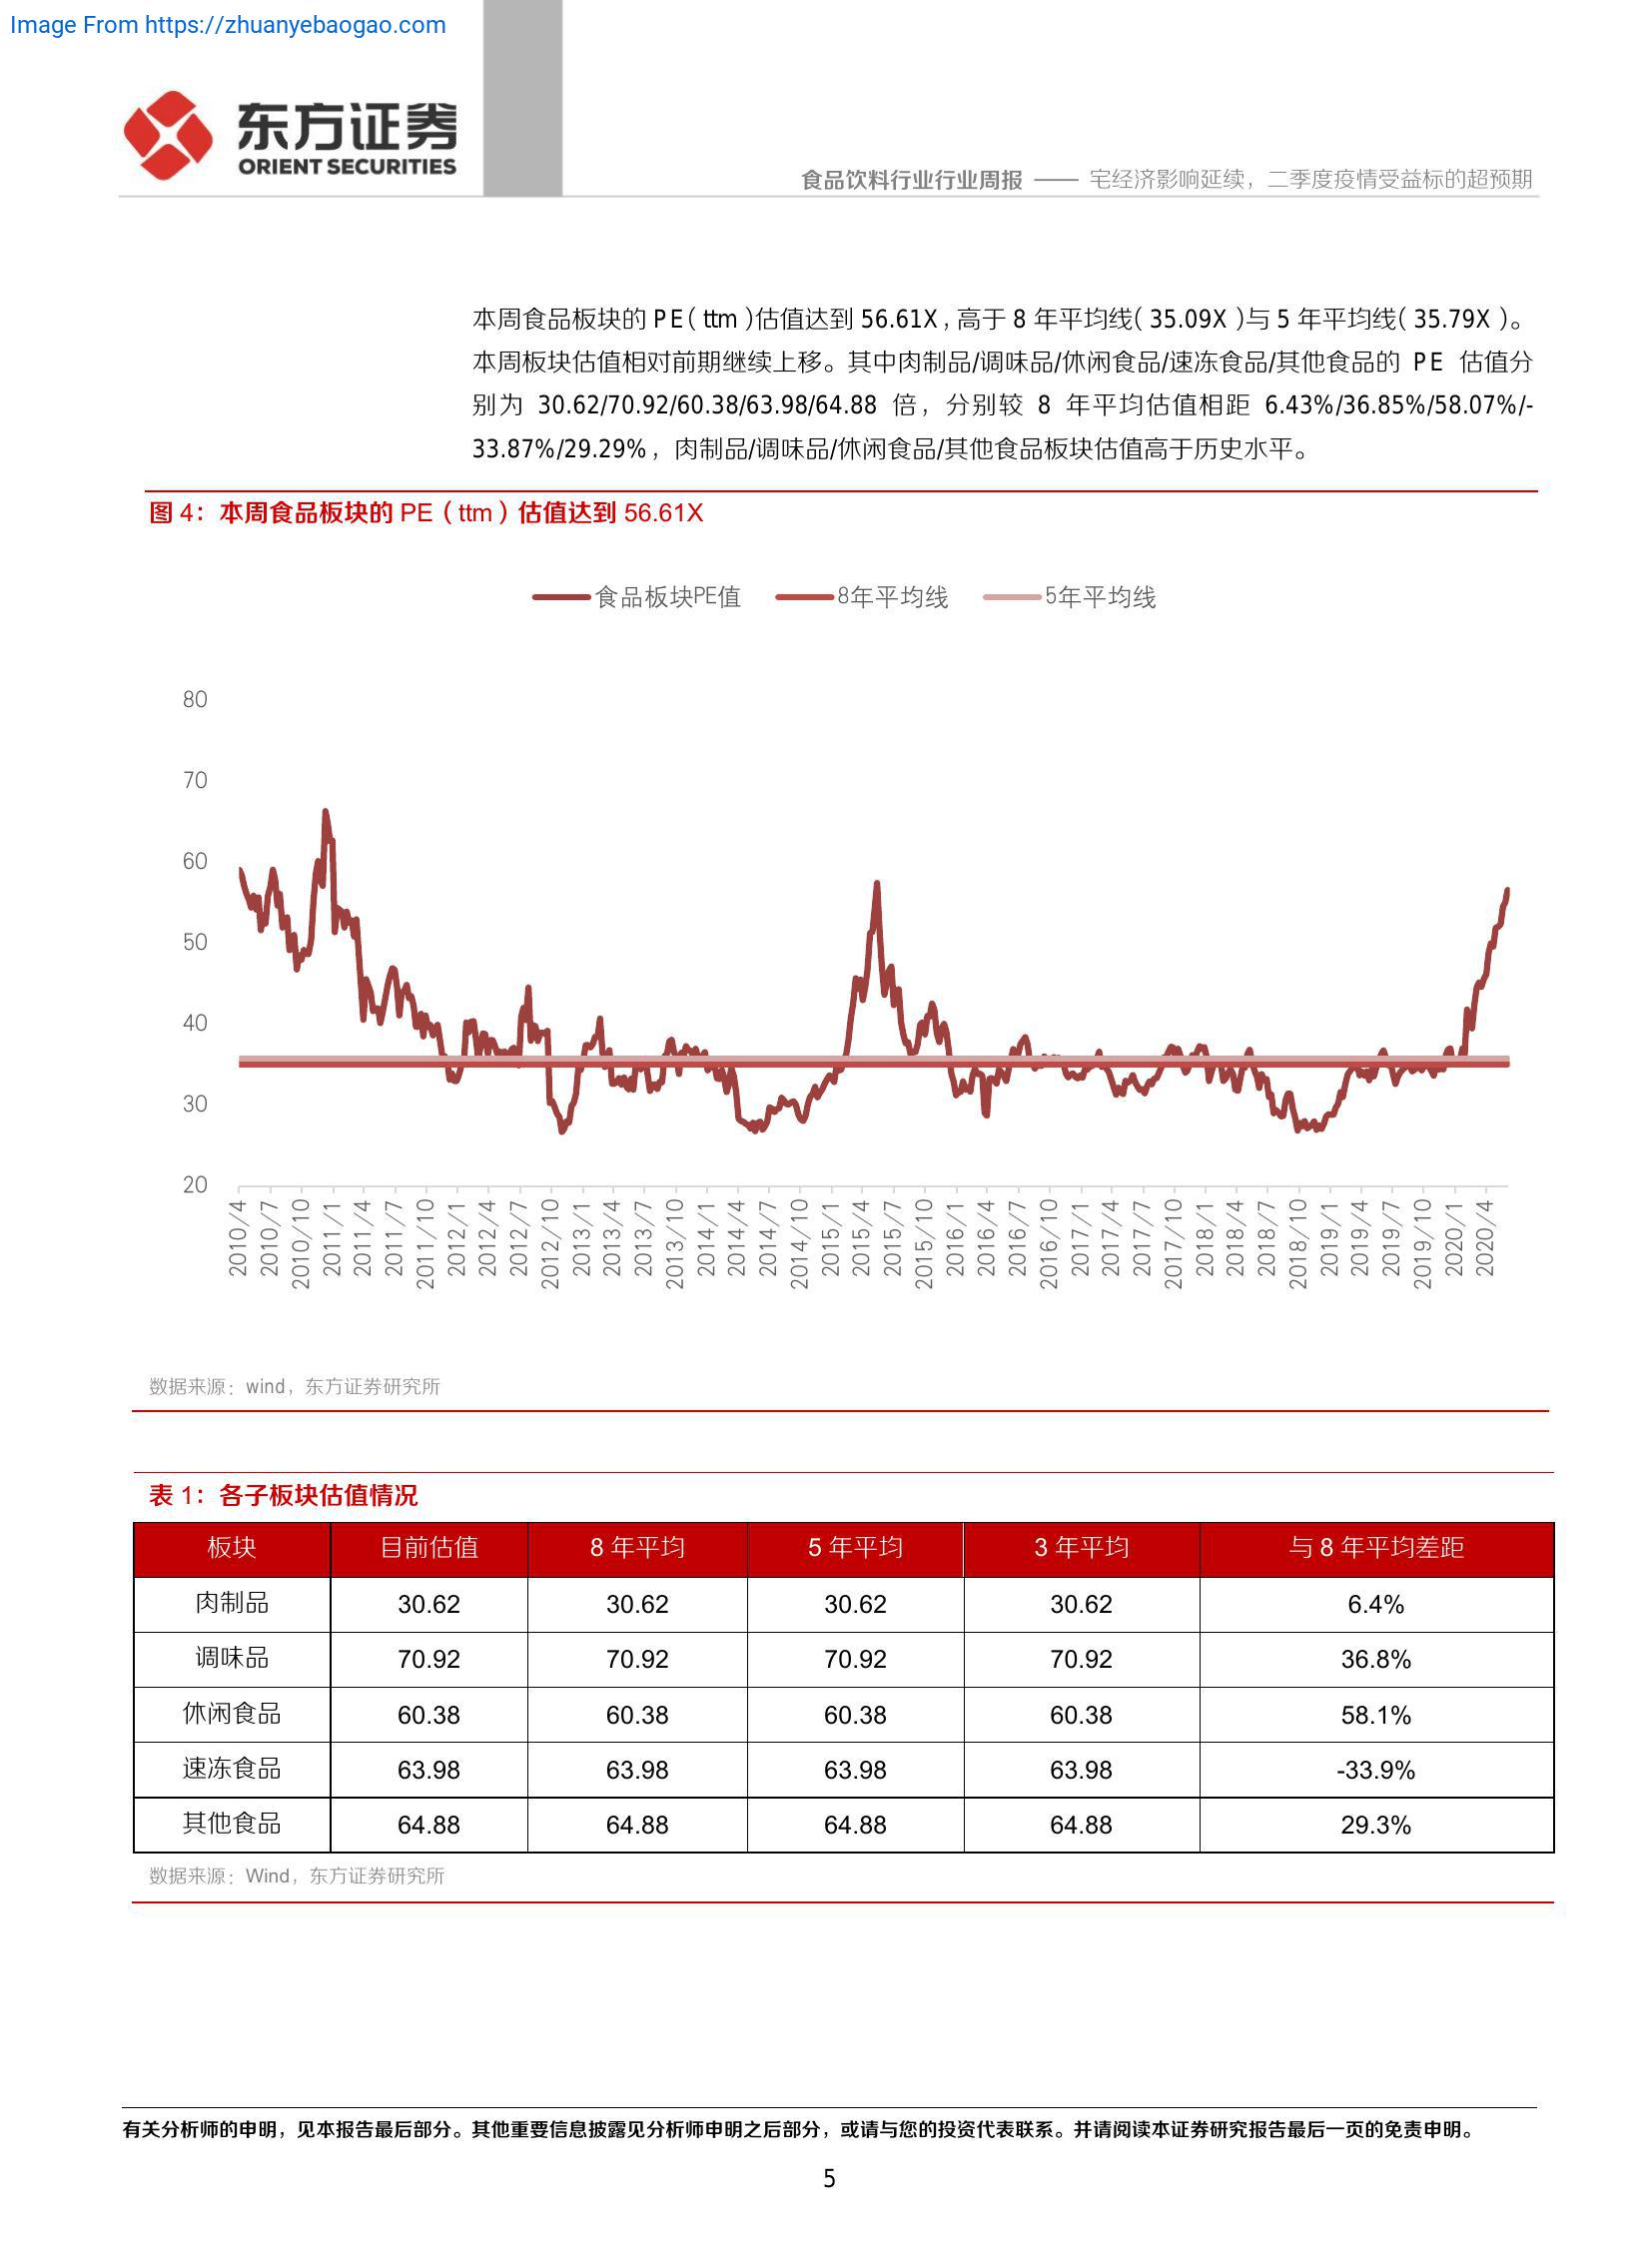 Image From https://zhuanyebaogao.com
东方证券
ORIENT SECURITIES
食品饮料行业行业周报 —— 宅经济影响延续，二季度疫情受益标的超预期
本周食品板块的 PE（ttm）估值达到 56.61X，高于 8 年平均线（35.09X）与 5 年平均线（35.79X）。
本周板块估值相对前期继续上移。其中肉制品/调味品/休闲食品/速冻食品/其他食品的 PE 估值分
别为 30.62/70.92/60.38/63.98/64.88 倍，分别较 8 年平均估值相距 6.43%/36.85%/58.07%/-
33.87%/29.29%，肉制品/调味品/休闲食品/其他食品板块估值高于历史水平。
图 4：本周食品板块的 PE（ttm）估值达到 56.61X
食品板块PE值 8年平均线 5年平均线
80
70
60
50
40
30
20
2010/4 2010/7 2010/10 2011/1 2011/4 2011/7 2011/10 2012/1 2012/4 2012/7 2012/10 2013/1 2013/4 2013/7 2013/10 2014/1 2014/4 2014/7 2014/10 2015/1 2015/4 2015/7 2015/10 2016/1 2016/4 2016/7 2016/10 2017/1 2017/4 2017/7 2017/10 2018/1 2018/4 2018/7 2018/10 2019/1 2019/4 2019/7 2019/10 2020/1 2020/4
数据来源：wind，东方证券研究所
表 1：各子板块估值情况
板块 目前估值 8 年平均 5 年平均 3 年平均 与 8 年平均差距
肉制品 30.62 30.62 30.62 30.62 6.4%
调味品 70.92 70.92 70.92 70.92 36.8%
休闲食品 60.38 60.38 60.38 60.38 58.1%
速冻食品 63.98 63.98 63.98 63.98 -33.9%
其他食品 64.88 64.88 64.88 64.88 29.3%
数据来源：Wind，东方证券研究所
有关分析师的申明，见本报告最后部分。其他重要信息披露见分析师申明之后部分，或请与您的投资代表联系。并请阅读本证券研究报告最后一页的免责申明。
5